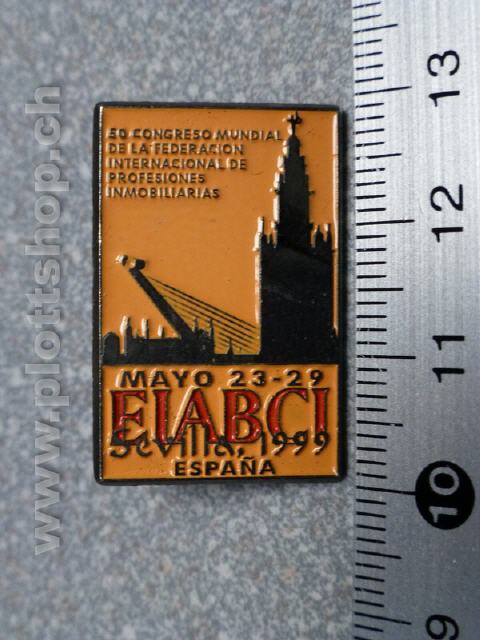 50 CONGRESO MUNDIAL
DE LA FEDERACION
INTERNACIONAL DE
PROFESIONES
INMOBILIARIAS
MAYO 23-29
FIABCI
Sevilla, 1999
ESPAÑA
13
12
11
10
9
www.plottshop.ch